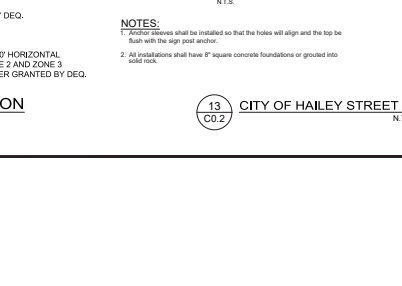 N.T.S.
Y DEQ.
NOTES:
1. Anchor sleeves shall be installed so that the holes will align and the top be
flush with the sign post anchor.
2. All installations shall have 8" square concrete foundations or grouted into
solid rock.
0' HORIZONTAL
E 2 AND ZONE 3
ER GRANTED BY DEQ.
ON
13
C0.2
CITY OF HAILEY STREET
N.T